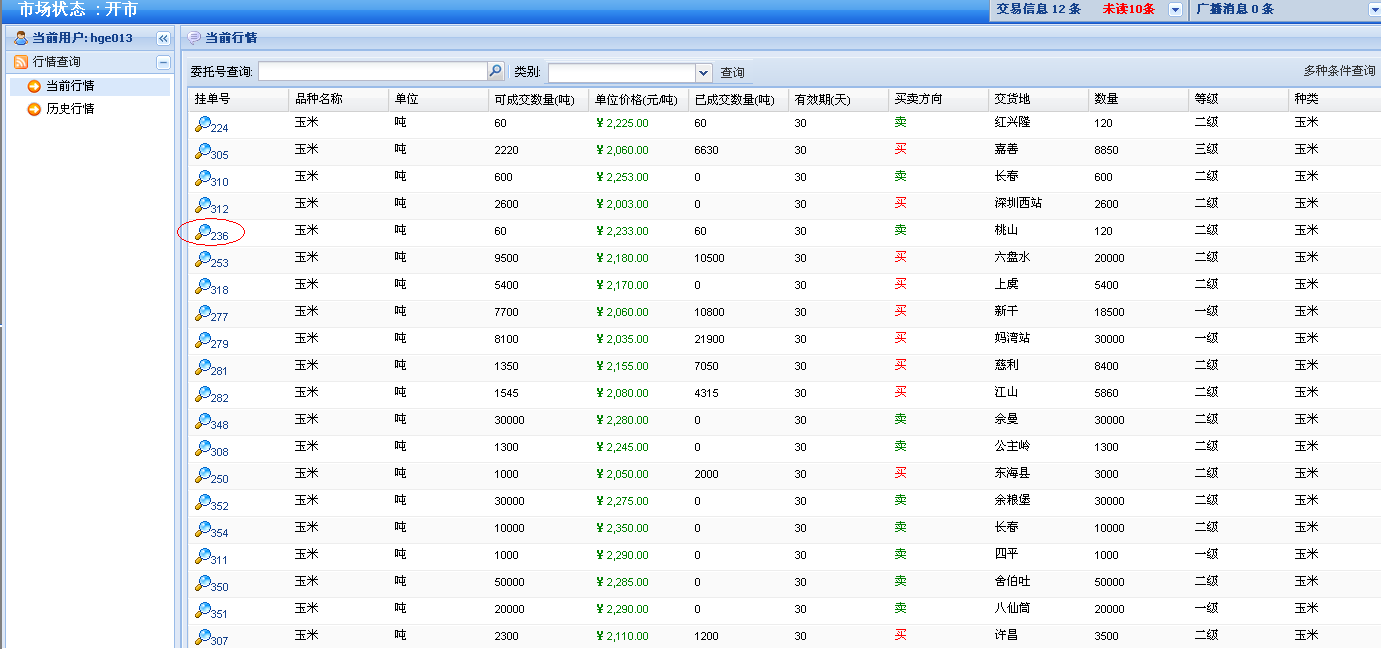 市场状态 ：开市
交易信息 12 条 未读10条 广播消息 0 条
当前用户: hge013
行情查询
当前行情
历史行情
当前行情
委托号查询: 类别: 查询 多种条件查询
挂单号 品种名称 单位 可成交数量(吨) 单位价格(元/吨) 已成交数量(吨) 有效期(天) 买卖方向 交货地 数量 等级 种类
224 玉米 吨 60 ¥ 2,225.00 60 30 卖 红兴隆 120 二级 玉米
305 玉米 吨 2220 ¥ 2,060.00 6630 30 买 嘉善 8850 三级 玉米
310 玉米 吨 600 ¥ 2,253.00 0 30 卖 长春 600 二级 玉米
312 玉米 吨 2600 ¥ 2,003.00 0 30 买 深圳西站 2600 二级 玉米
236 玉米 吨 60 ¥ 2,233.00 60 30 卖 桃山 120 二级 玉米
253 玉米 吨 9500 ¥ 2,180.00 10500 30 买 六盘水 20000 二级 玉米
318 玉米 吨 5400 ¥ 2,170.00 0 30 买 上虞 5400 二级 玉米
277 玉米 吨 7700 ¥ 2,060.00 10800 30 买 新干 18500 一级 玉米
279 玉米 吨 8100 ¥ 2,035.00 21900 30 买 妈湾站 30000 一级 玉米
281 玉米 吨 1350 ¥ 2,155.00 7050 30 买 慈利 8400 二级 玉米
282 玉米 吨 1545 ¥ 2,080.00 4315 30 买 江山 5860 二级 玉米
348 玉米 吨 30000 ¥ 2,280.00 0 30 卖 余曼 30000 二级 玉米
308 玉米 吨 1300 ¥ 2,245.00 0 30 卖 公主岭 1300 二级 玉米
250 玉米 吨 1000 ¥ 2,050.00 2000 30 买 东海县 3000 二级 玉米
352 玉米 吨 30000 ¥ 2,275.00 0 30 卖 余粮堡 30000 二级 玉米
354 玉米 吨 10000 ¥ 2,350.00 0 30 卖 长春 10000 二级 玉米
311 玉米 吨 1000 ¥ 2,290.00 0 30 卖 四平 1000 一级 玉米
350 玉米 吨 50000 ¥ 2,285.00 0 30 卖 舍伯吐 50000 二级 玉米
351 玉米 吨 20000 ¥ 2,290.00 0 30 卖 八仙筒 20000 一级 玉米
307 玉米 吨 2300 ¥ 2,110.00 1200 30 买 许昌 3500 二级 玉米